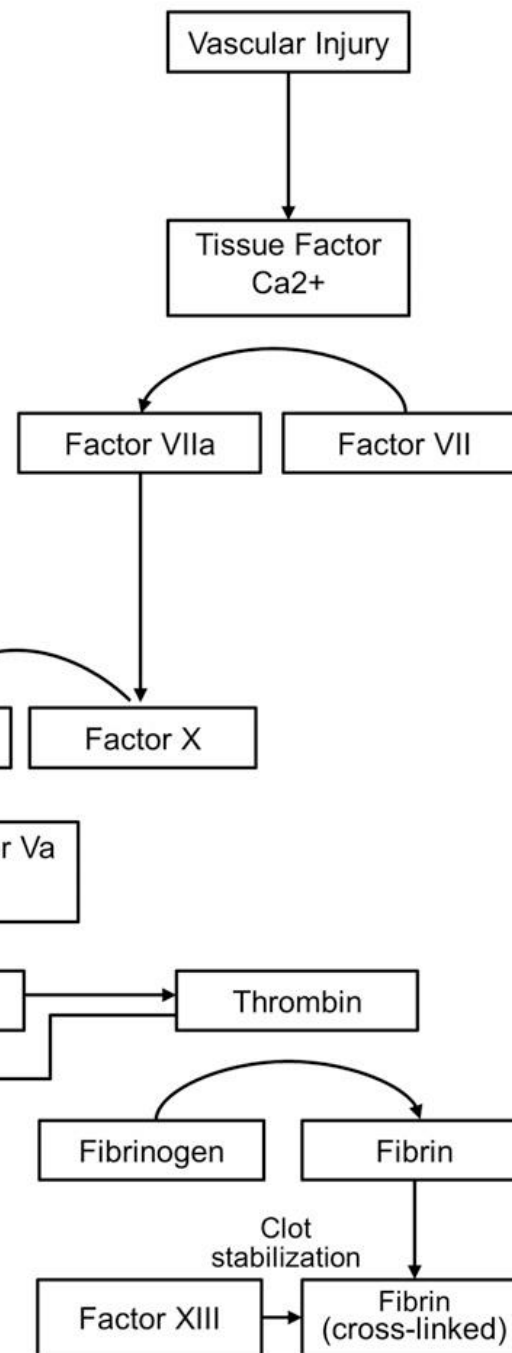 Vascular Injury
Tissue Factor
Ca2+
Factor VIIa
Factor VII
Factor X
r Va
Thrombin
Fibrinogen
Fibrin
Clot
stabilization
Factor XIII
Fibrin
(cross-linked)